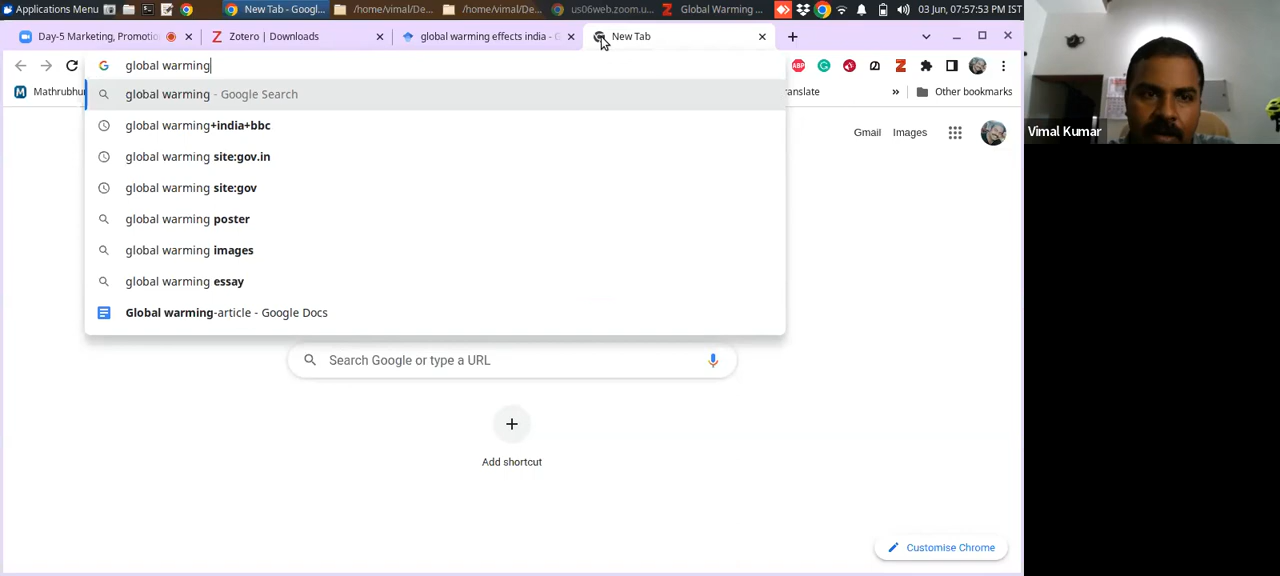 Applications Menu
New Tab - Googl...
/home/vimal/De...
/home/vimal/De...
us06web.zoom.u...
Global Warming ...
03 Jun, 07:57:53 PM IST
Day-5 Marketing, Promotio
Zotero | Downloads
global warming effects india - G
New Tab
global warming
Mathrubhu
anslate
»
Other bookmarks
global warming - Google Search
global warming+india+bbc
global warming site:gov.in
global warming site:gov
global warming poster
global warming images
global warming essay
Global warming-article - Google Docs
Gmail
Images
Search Google or type a URL
Add shortcut
Customise Chrome
Vimal Kumar